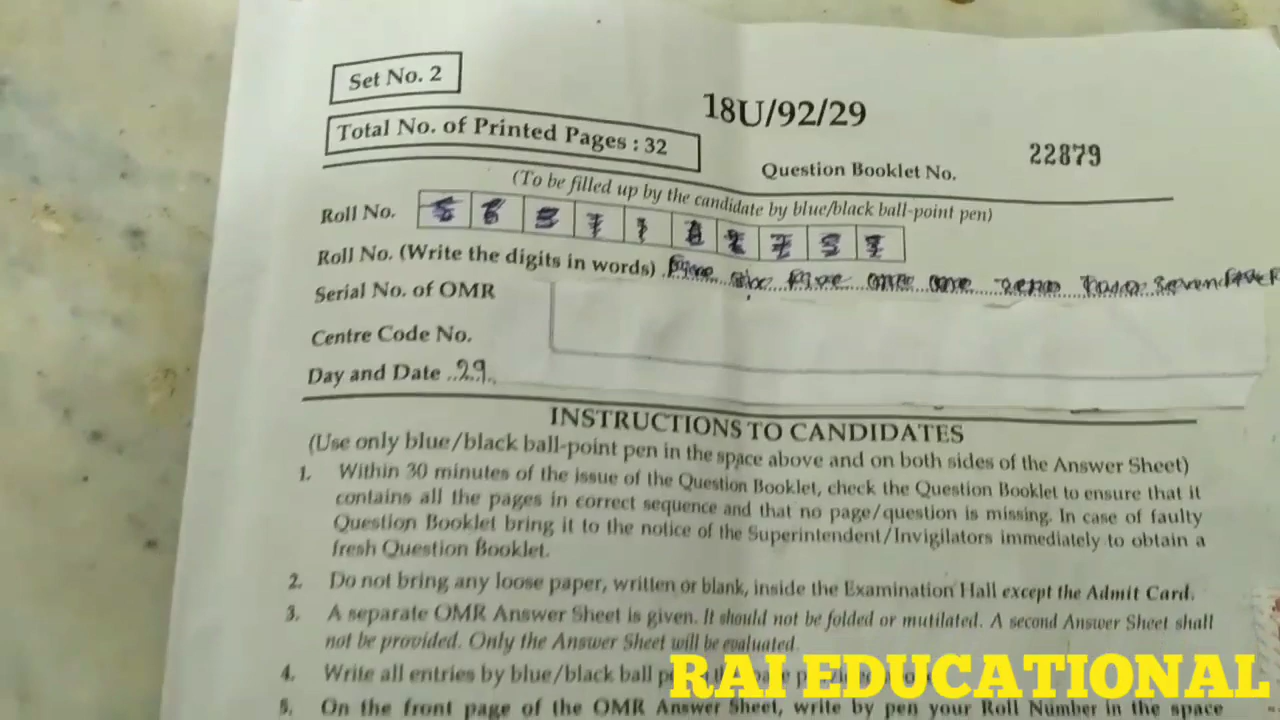 Set No. 2
18U/92/29
Total No. of Printed Pages : 32
Question Booklet No. 22879
(To be filled up by the candidate by blue/black ball-point pen)
Roll No.
Roll No. (Write the digits in words) five six five one one zero four seven
Serial No. of OMR
Centre Code No.
Day and Date ..29..
INSTRUCTIONS TO CANDIDATES
(Use only blue/black ball-point pen in the space above and on both sides of the Answer Sheet)
1. Within 30 minutes of the issue of the Question Booklet, check the Question Booklet to ensure that it
contains all the pages in correct sequence and that no page/question is missing. In case of faulty
Question Booklet bring it to the notice of the Superintendent/Invigilators immediately to obtain a
fresh Question Booklet.
2. Do not bring any loose paper, written or blank, inside the Examination Hall except the Admit Card.
3. A separate OMR Answer Sheet is given. It should not be folded or mutilated. A second Answer Sheet shall
not be provided. Only the Answer Sheet will be evaluated.
4. Write all entries by blue/black ball
RAI EDUCATIONAL
5. On the front page of the OMR Answer Sheet, write by pen your Roll Number in the space